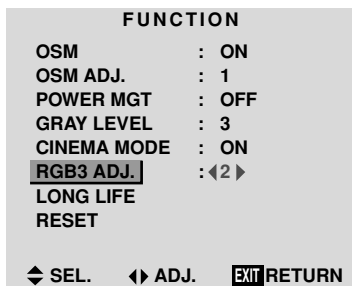 FUNCTION
OSM : ON
OSM ADJ. : 1
POWER MGT : OFF
GRAY LEVEL : 3
CINEMA MODE : ON
RGB3 ADJ. : 2
LONG LIFE
RESET
SEL. ADJ. EXIT RETURN